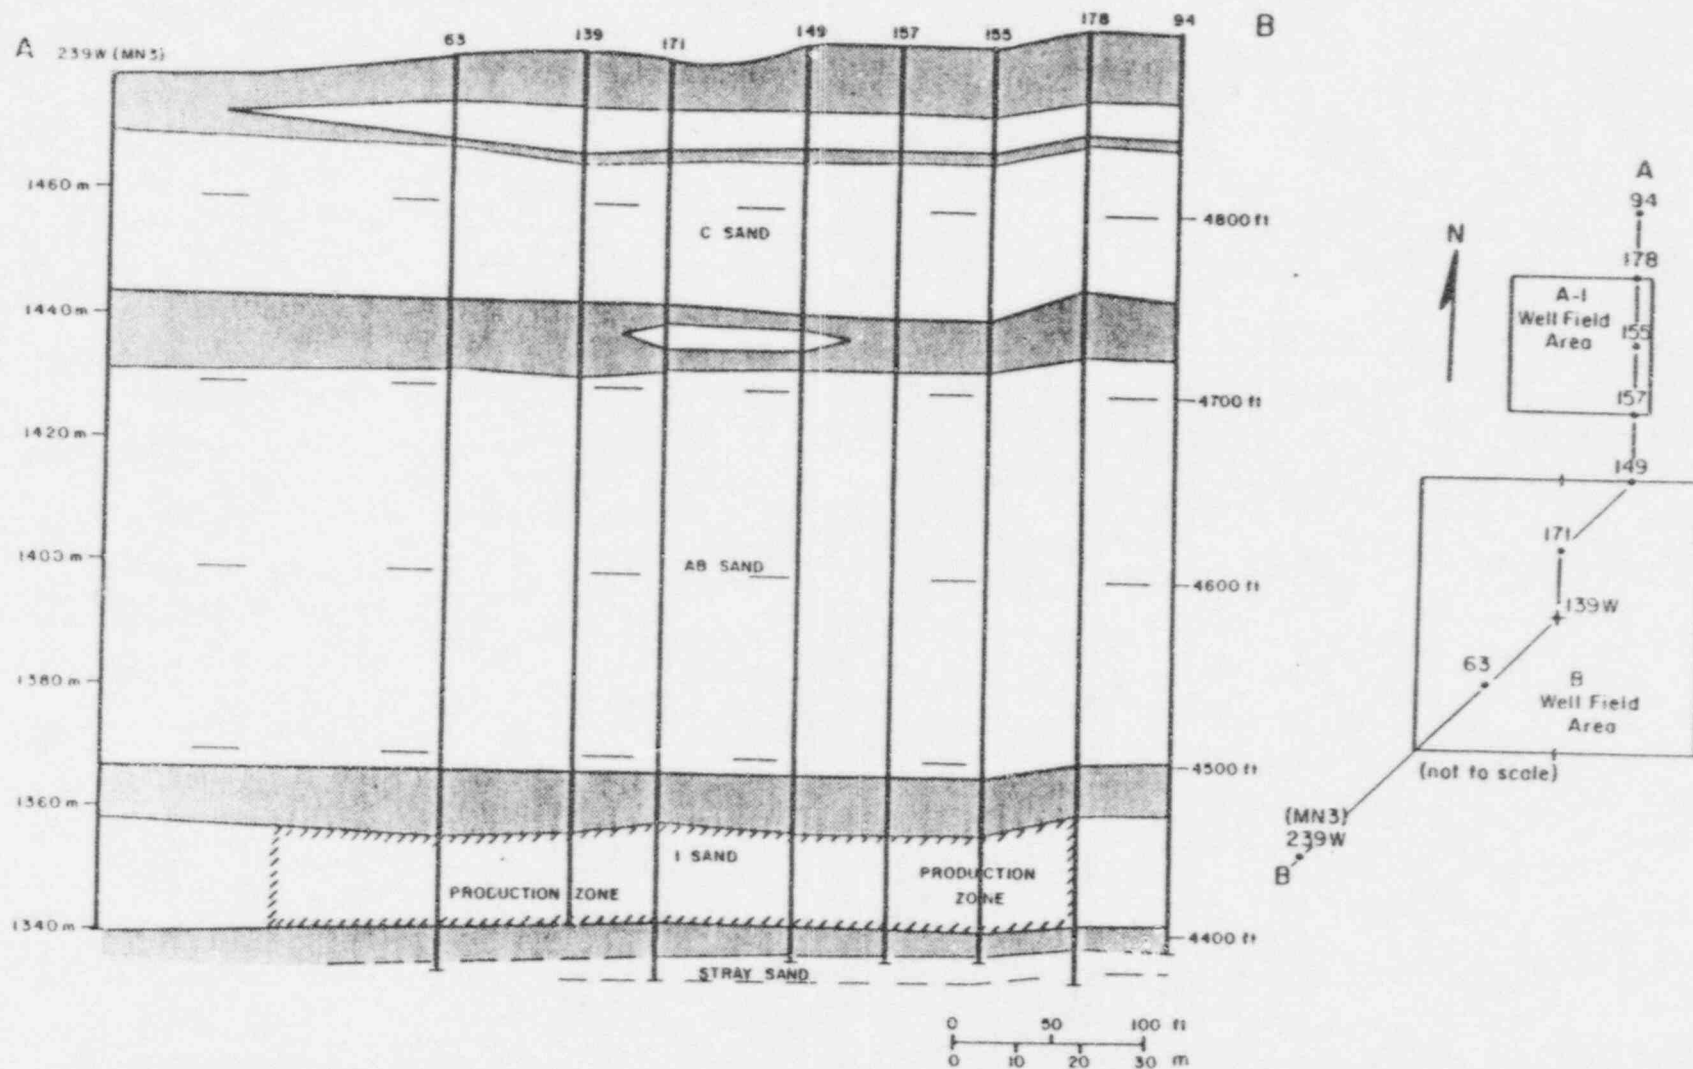 A 239W (MN3) 63 139 171 149 157 155 178 94 B
1460 m
4800 ft
C SAND
1440 m
4700 ft
1420 m
1400 m
AB SAND
4600 ft
1380 m
4500 ft
1360 m
I SAND
PRODUCTION ZONE
PRODUCTION
ZONE
1340 m
4400 ft
STRAY SAND
0 50 100 ft
0 10 20 30 m
N
A
94
178
A-I
Well Field
Area
155
157
149
171
139W
63
B
Well Field
Area
(not to scale)
(MN3)
239W
B